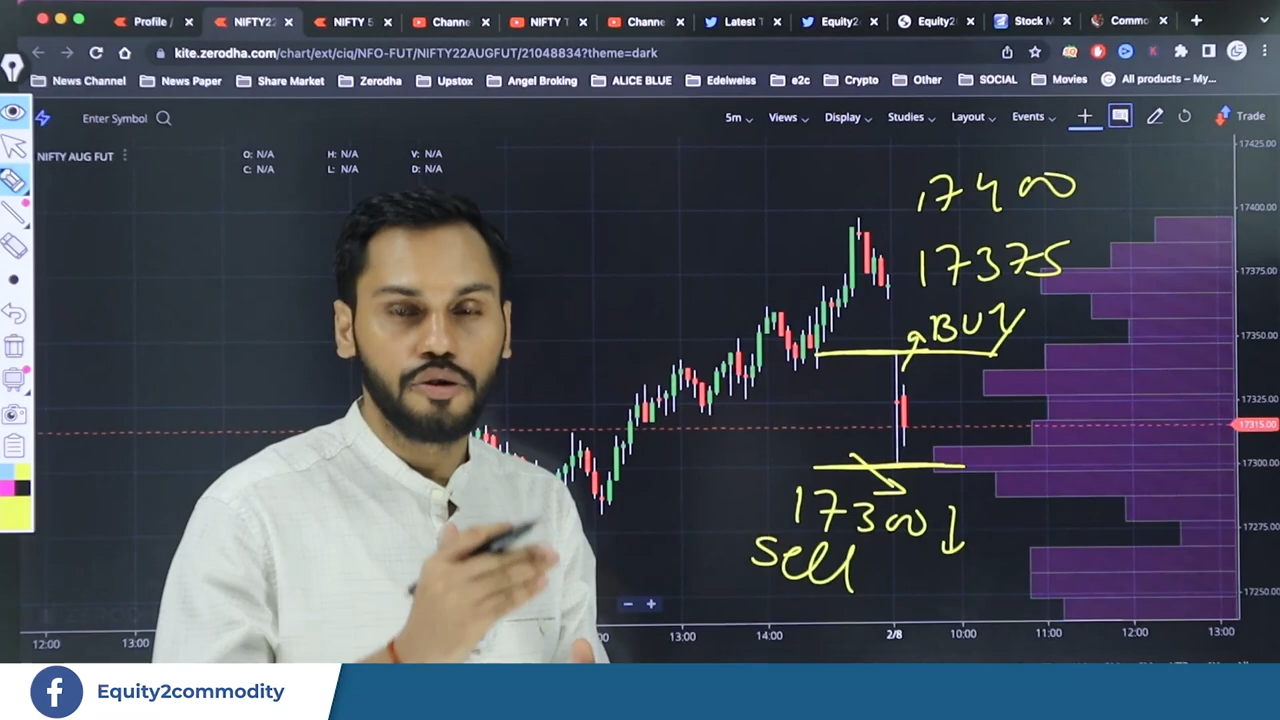 Profile /
NIFTY22
NIFTY 5
Channe
NIFTY T
Channe
Latest T
Equity2
Equity2
Stock M
Commo
kite.zerodha.com/chart/ext/ciq/NFO-FUT/NIFTY22AUGFUT/21048834?theme=dark
News Channel News Paper Share Market Zerodha Upstox Angel Broking ALICE BLUE Edelweiss e2c Crypto Other SOCIAL Movies All products – My...
Enter Symbol 5m Views Display Studies Layout Events Trade
NIFTY AUG FUT O: N/A H: N/A V: N/A
C: N/A L: N/A D: N/A
17425.00
17400.00
17375.00
17350.00
17325.00
17315.00
17300.00
17275.00
17250.00
17400
17375
BUY
17300
Sell
12:00 13:00 13:00 14:00 2/8 10:00 11:00 12:00 13:00
Equity2commodity